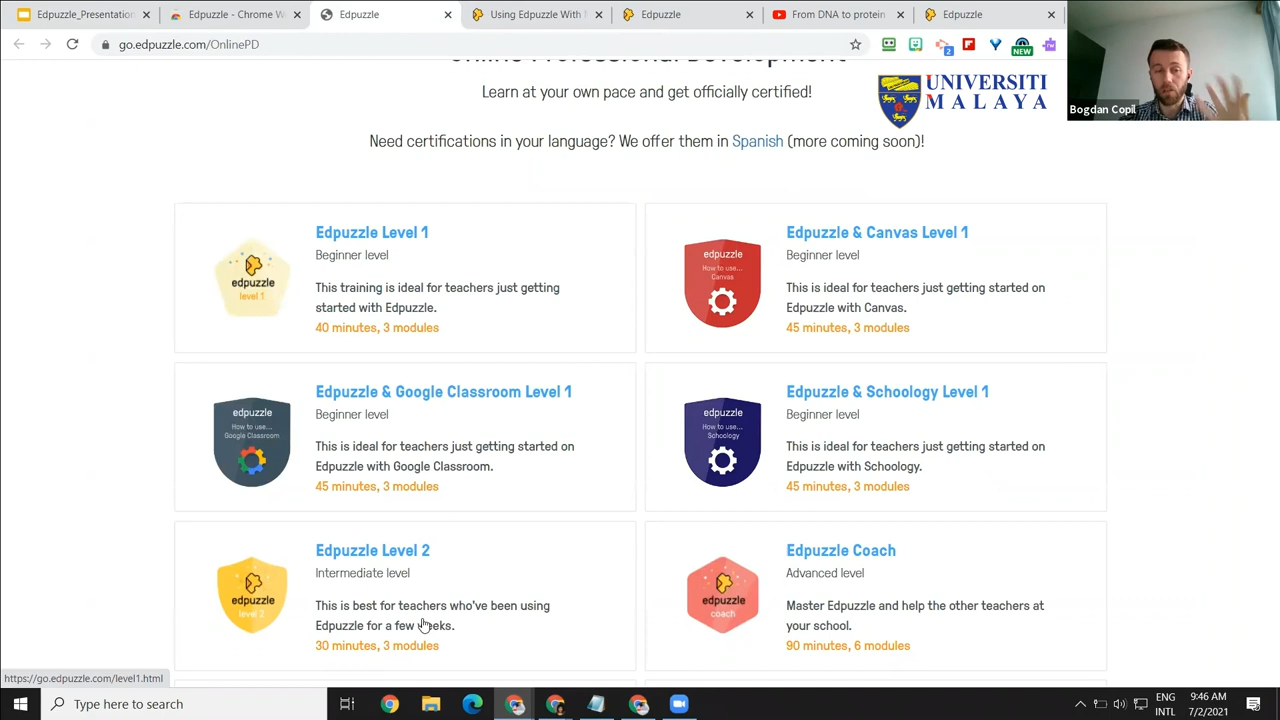 Edpuzzle_Presentation
Edpuzzle - Chrome W
Edpuzzle
Using Edpuzzle With
Edpuzzle
From DNA to protein
Edpuzzle
go.edpuzzle.com/OnlinePD
2
NEW
rw
Online Professional Development
UNIVERSITI
MALAYA
Bogdan Copil
Learn at your own pace and get officially certified!
Need certifications in your language? We offer them in Spanish (more coming soon)!
edpuzzle
level 1
Edpuzzle Level 1
Beginner level
This training is ideal for teachers just getting
started with Edpuzzle.
40 minutes, 3 modules
edpuzzle
How to use...
Canvas
Edpuzzle & Canvas Level 1
Beginner level
This is ideal for teachers just getting started on
Edpuzzle with Canvas.
45 minutes, 3 modules
edpuzzle
How to use...
Google Classroom
Edpuzzle & Google Classroom Level 1
Beginner level
This is ideal for teachers just getting started on
Edpuzzle with Google Classroom.
45 minutes, 3 modules
edpuzzle
How to use...
Schoology
Edpuzzle & Schoology Level 1
Beginner level
This is ideal for teachers just getting started on
Edpuzzle with Schoology.
45 minutes, 3 modules
edpuzzle
level 2
Edpuzzle Level 2
Intermediate level
This is best for teachers who've been using
Edpuzzle for a few weeks.
30 minutes, 3 modules
edpuzzle
coach
Edpuzzle Coach
Advanced level
Master Edpuzzle and help the other teachers at
your school.
90 minutes, 6 modules
https://go.edpuzzle.com/level1.html
Type here to search
ENG
INTL
9:46 AM
7/2/2021